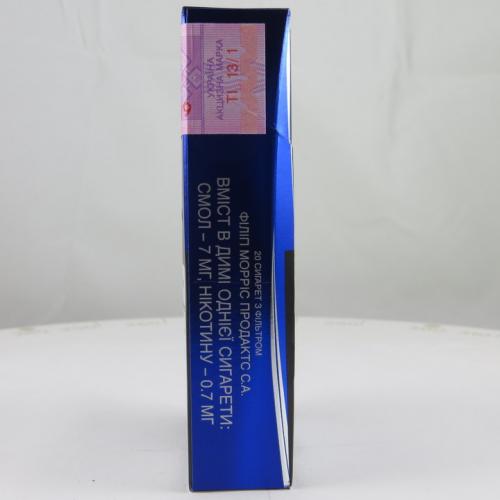 УКРАЇНА
АКЦИЗНА МАРКА
ТІ 13/1
20 СИГАРЕТ З ФІЛЬТРОМ
ФІЛІП МОРРІС ПРОДАКТС С.А.
ВМІСТ В ДИМІ ОДНІЄЇ СИГАРЕТИ:
СМОЛ – 7 МГ, НІКОТИНУ – 0.7 МГ